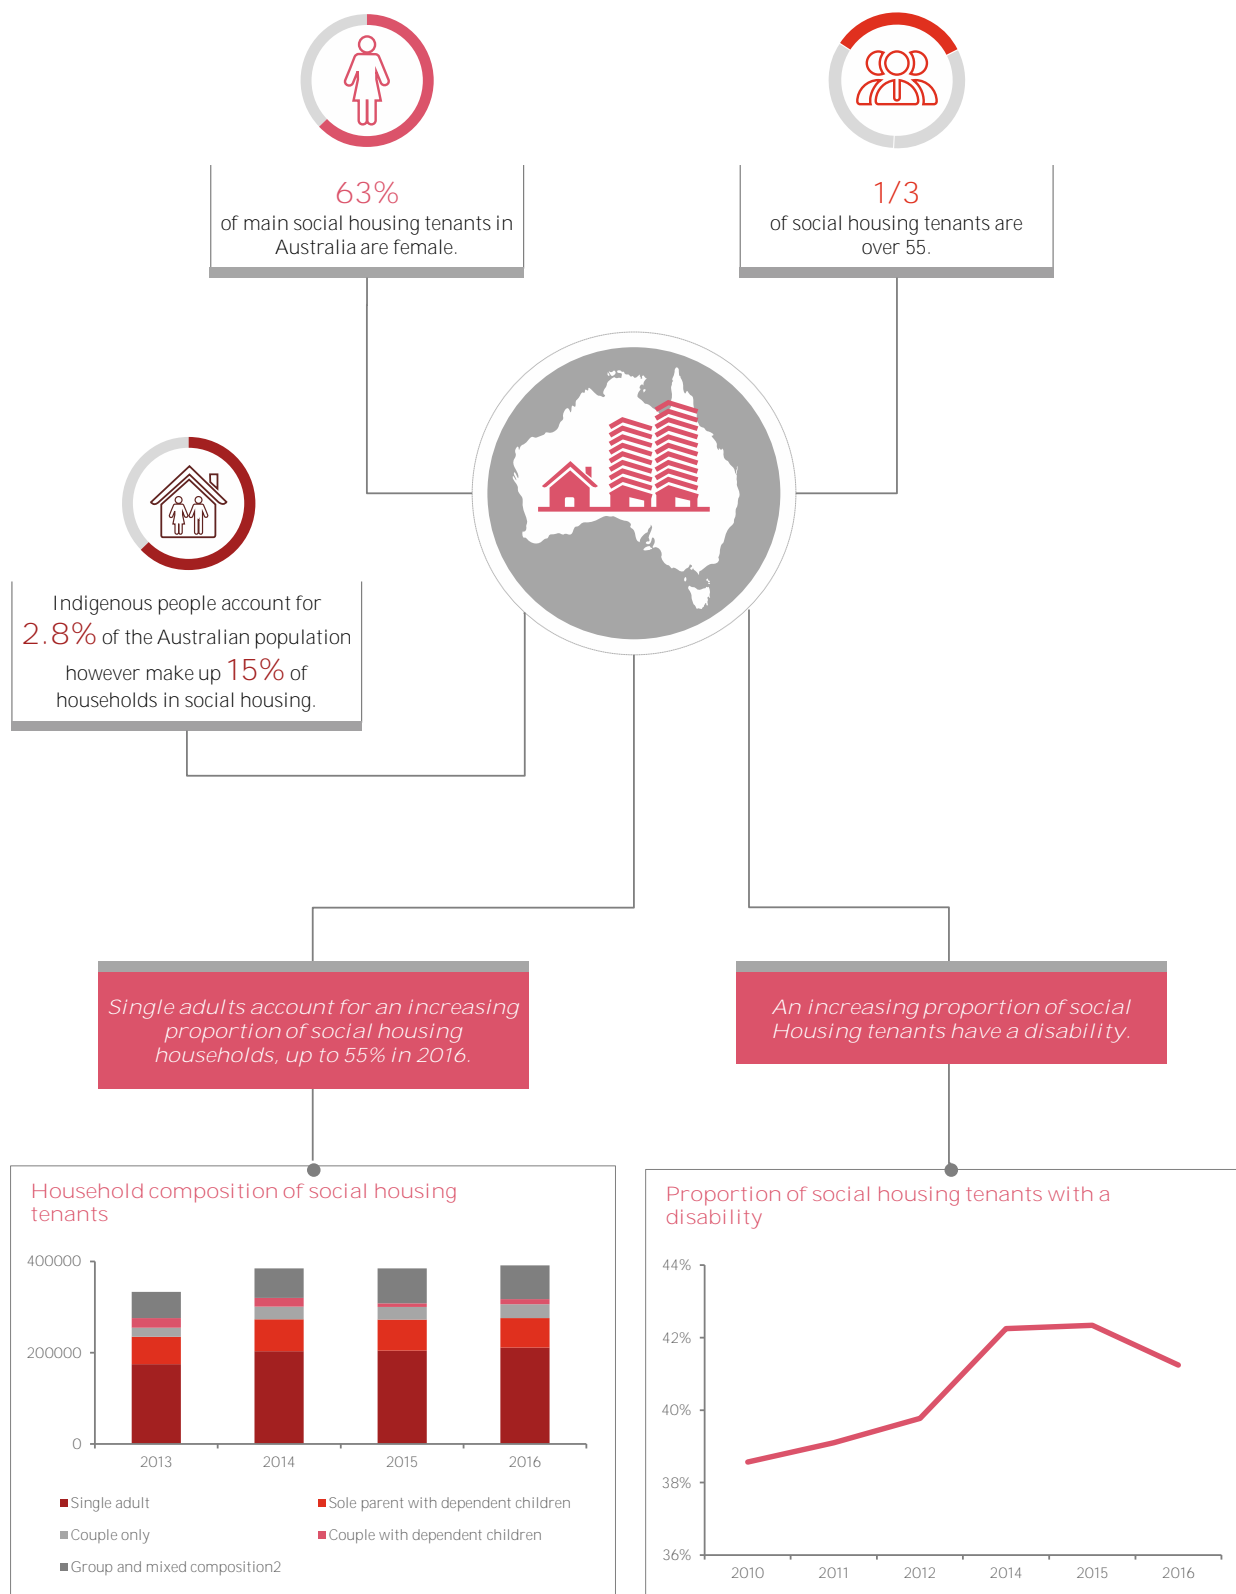 63%
of main social housing tenants in
Australia are female.
1/3
of social housing tenants are
over 55.
Indigenous people account for
2.8% of the Australian population
however make up 15% of
households in social housing.
Single adults account for an increasing
proportion of social housing
households, up to 55% in 2016.
An increasing proportion of social
Housing tenants have a disability.
Household composition of social housing
tenants
400000
200000
0
2013 2014 2015 2016
Single adult
Sole parent with dependent children
Couple only
Couple with dependent children
Group and mixed composition2
Proportion of social housing tenants with a
disability
44%
42%
40%
38%
36%
2010 2011 2012 2014 2015 2016